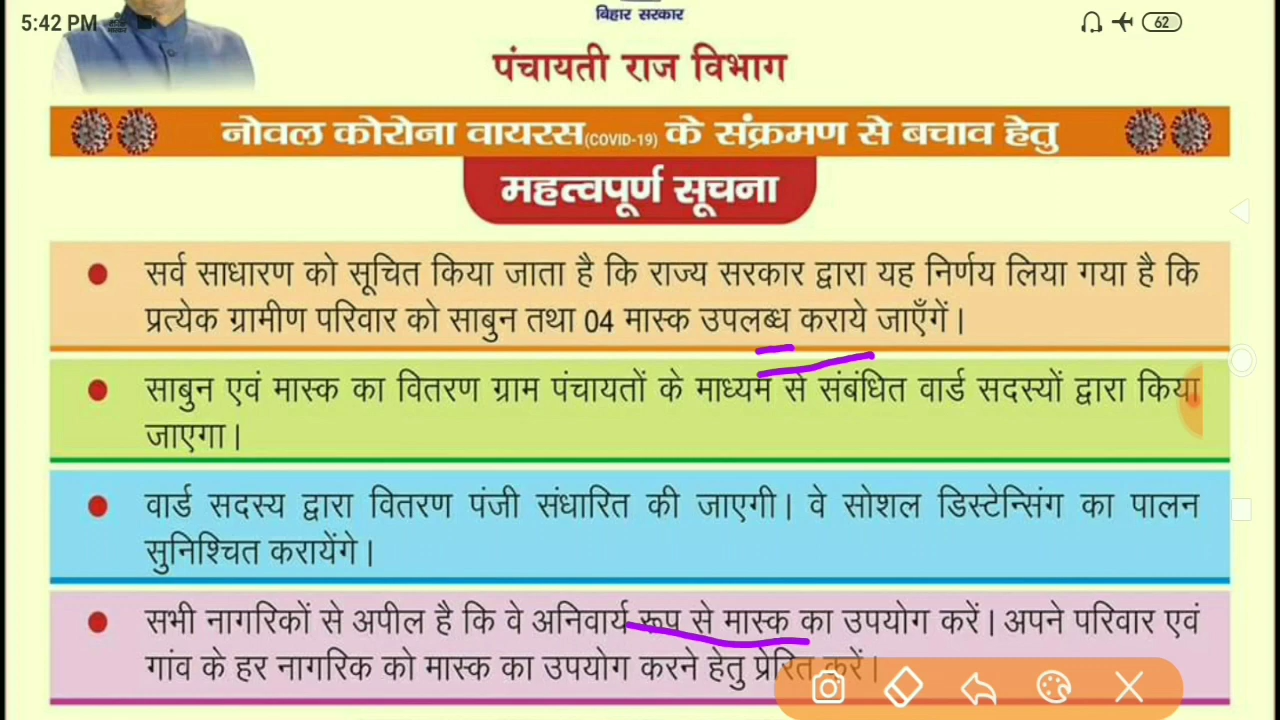 5:42 PM
62
बिहार सरकार
पंचायती राज विभाग
नोवल कोरोना वायरस(COVID-19) के संक्रमण से बचाव हेतु
महत्वपूर्ण सूचना
सर्व साधारण को सूचित किया जाता है कि राज्य सरकार द्वारा यह निर्णय लिया गया है कि
प्रत्येक ग्रामीण परिवार को साबुन तथा 04 मास्क उपलब्ध कराये जाएँगें।
साबुन एवं मास्क का वितरण ग्राम पंचायतों के माध्यम से संबंधित वार्ड सदस्यों द्वारा किया
जाएगा।
वार्ड सदस्य द्वारा वितरण पंजी संधारित की जाएगी। वे सोशल डिस्टेन्सिंग का पालन
सुनिश्चित करायेंगे।
सभी नागरिकों से अपील है कि वे अनिवार्य रूप से मास्क का उपयोग करें। अपने परिवार एवं
गांव के हर नागरिक को मास्क का उपयोग करने हेतु प्रेरित करें।